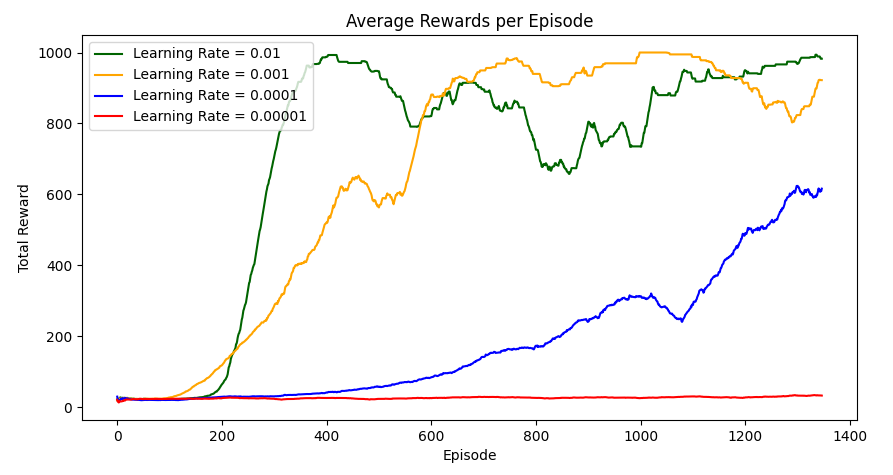 Average Rewards per Episode
Learning Rate = 0.01
Learning Rate = 0.001
Learning Rate = 0.0001
Learning Rate = 0.00001
Total Reward
1000
800
600
400
200
0
0 200 400 600 800 1000 1200 1400
Episode